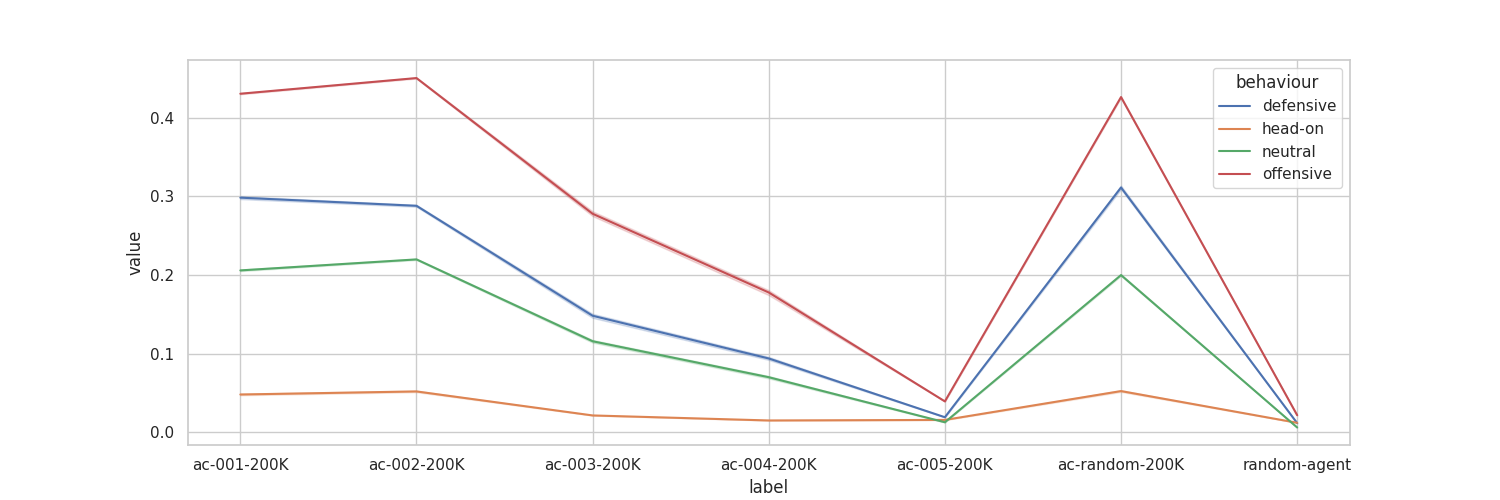 behaviour
defensive
head-on
neutral
offensive
value
0.4
0.3
0.2
0.1
0.0
ac-001-200K ac-002-200K ac-003-200K ac-004-200K ac-005-200K ac-random-200K random-agent
label